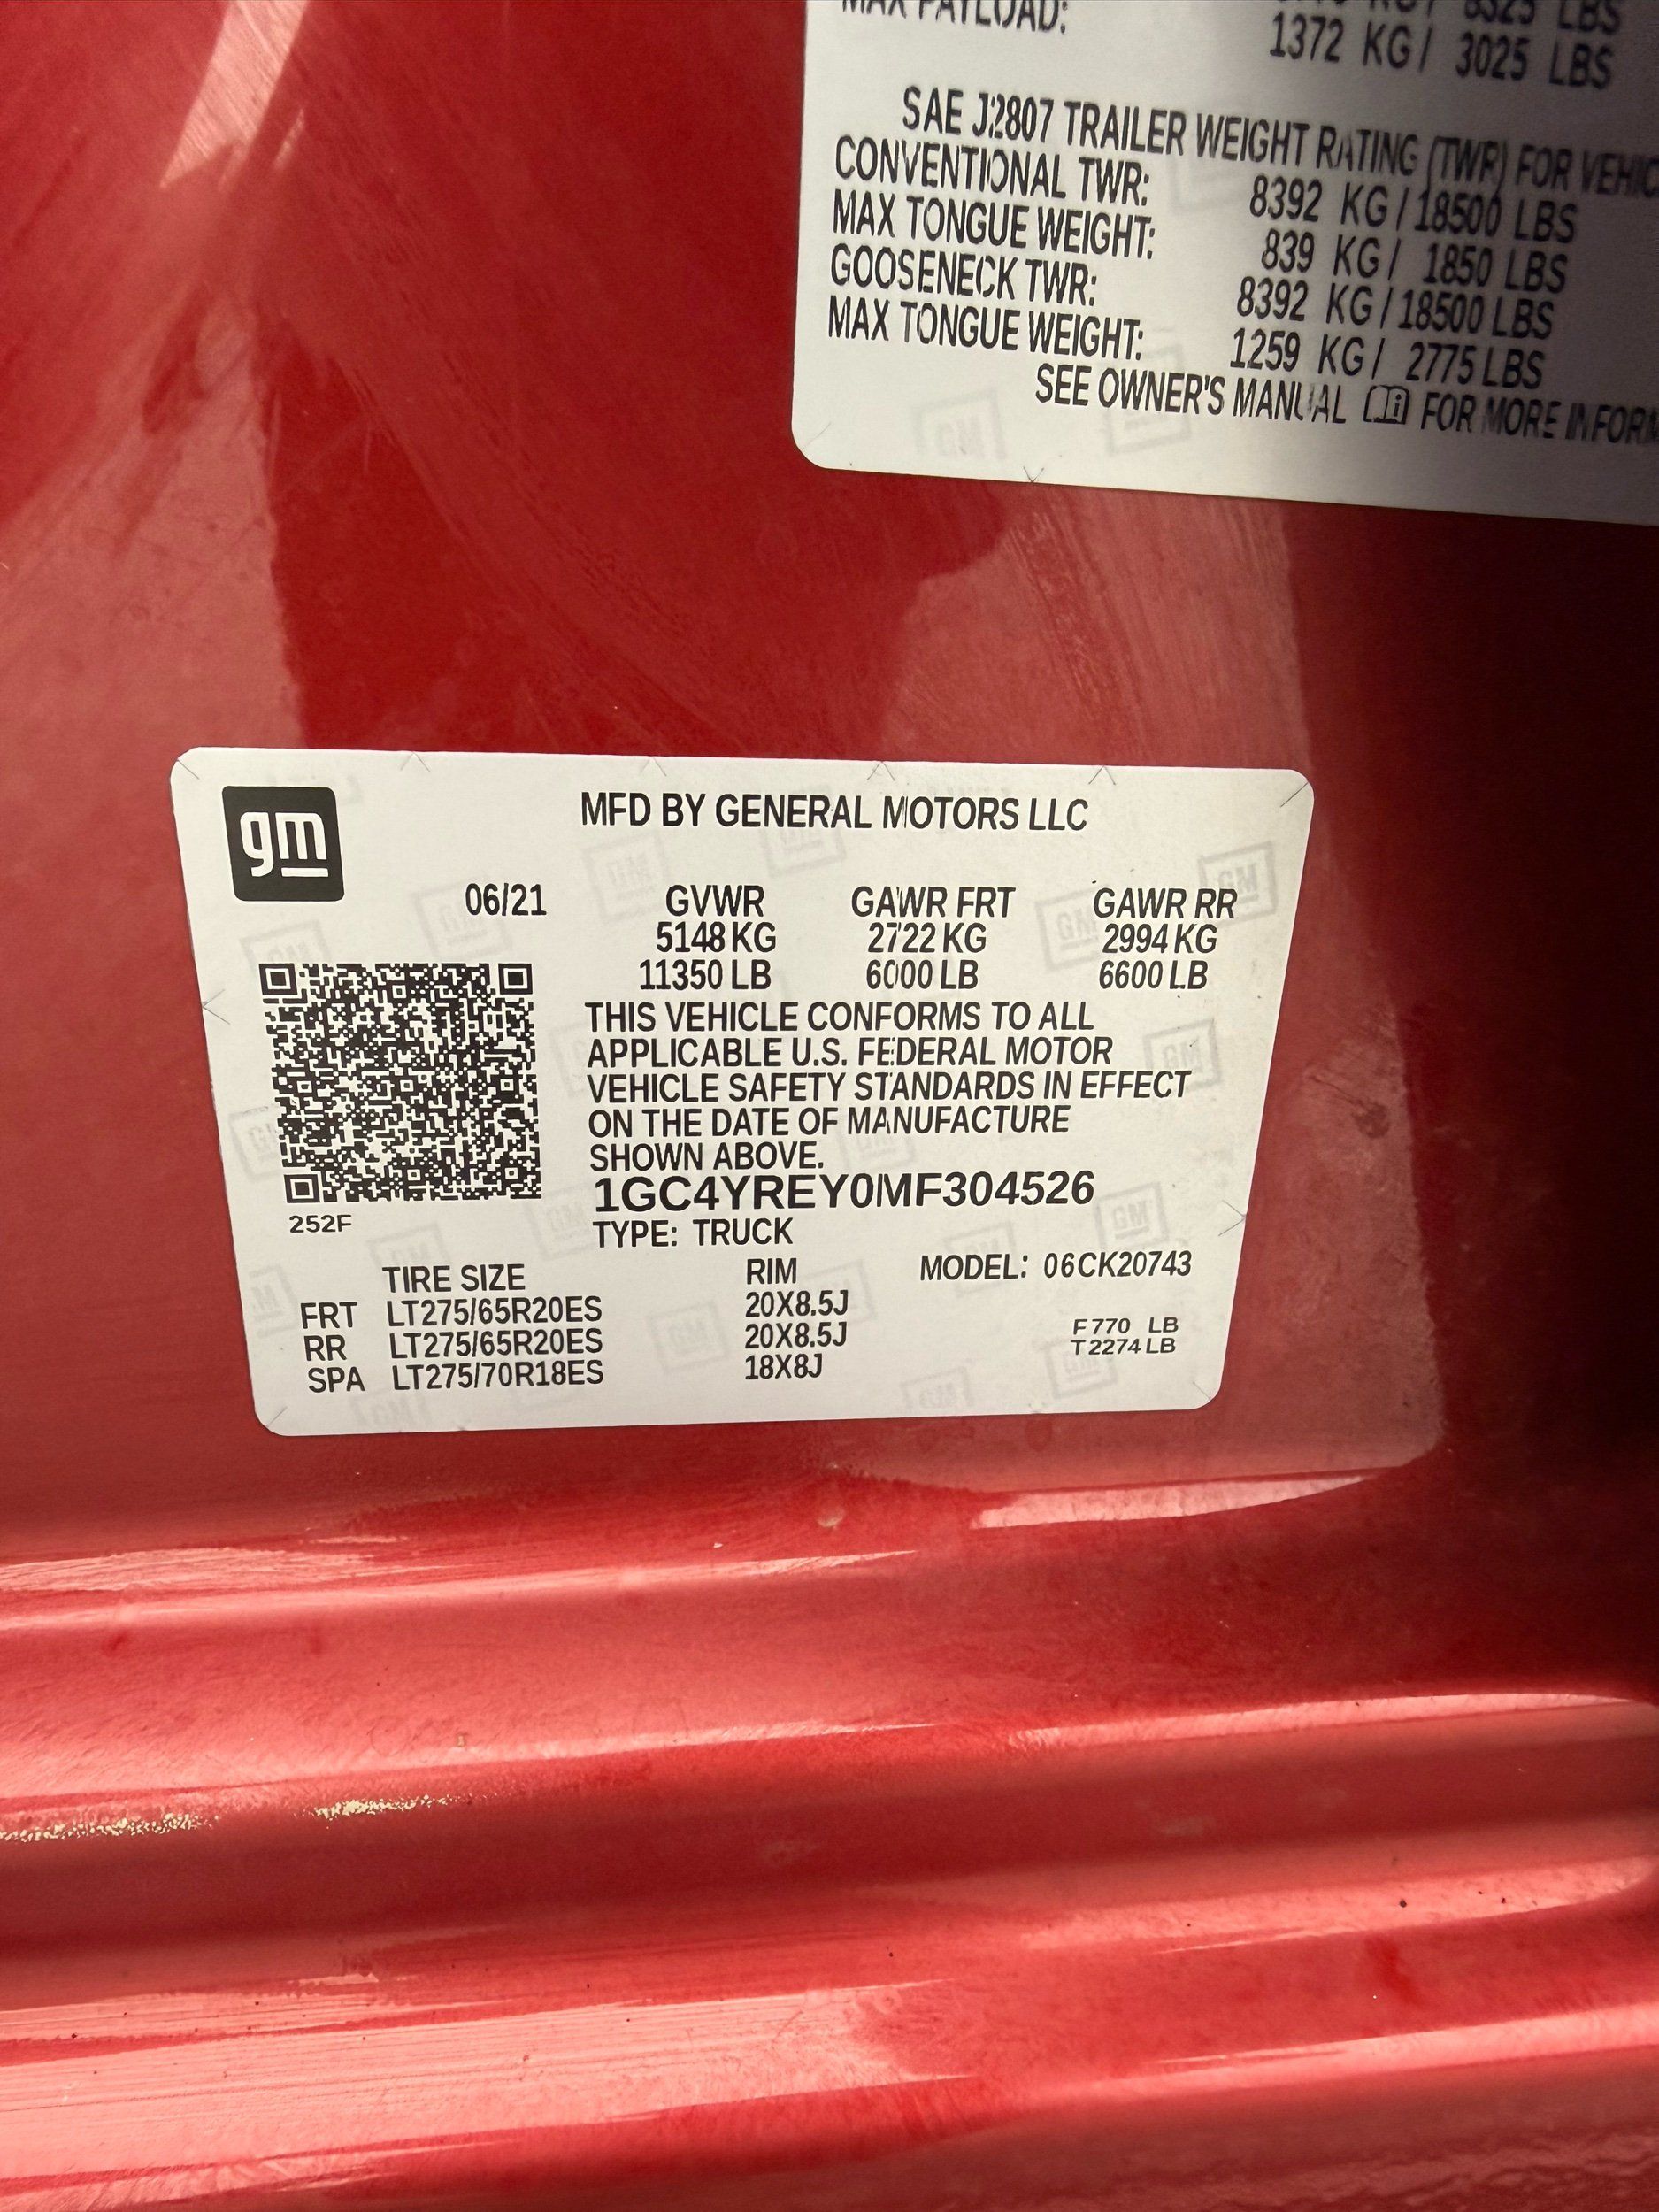 MAX PAYLOAD: 1372 KG / 3025 LBS
SAE J2807 TRAILER WEIGHT RATING (TWR) FOR
CONVENTIONAL TWR: 8392 KG / 18500 LBS
MAX TONGUE WEIGHT: 839 KG / 1850 LBS
GOOSENECK TWR: 8392 KG / 18500 LBS
MAX TONGUE WEIGHT: 1259 KG / 2775 LBS
SEE OWNER'S MANUAL FOR MORE
gm
MFD BY GENERAL MOTORS LLC
06/21 GVWR GAWR FRT GAWR RR
5148 KG 2722 KG 2994 KG
11350 LB 6000 LB 6600 LB
THIS VEHICLE CONFORMS TO ALL
APPLICABLE U.S. FEDERAL MOTOR
VEHICLE SAFETY STANDARDS IN EFFECT
ON THE DATE OF MANUFACTURE
SHOWN ABOVE.
1GC4YREY0MF304526
252F
TYPE: TRUCK
MODEL: 06CK20743
TIRE SIZE RIM
FRT LT275/65R20ES 20X8.5J
RR LT275/65R20ES 20X8.5J
SPA LT275/70R18ES 18X8J
F 770 LB
T 2274 LB